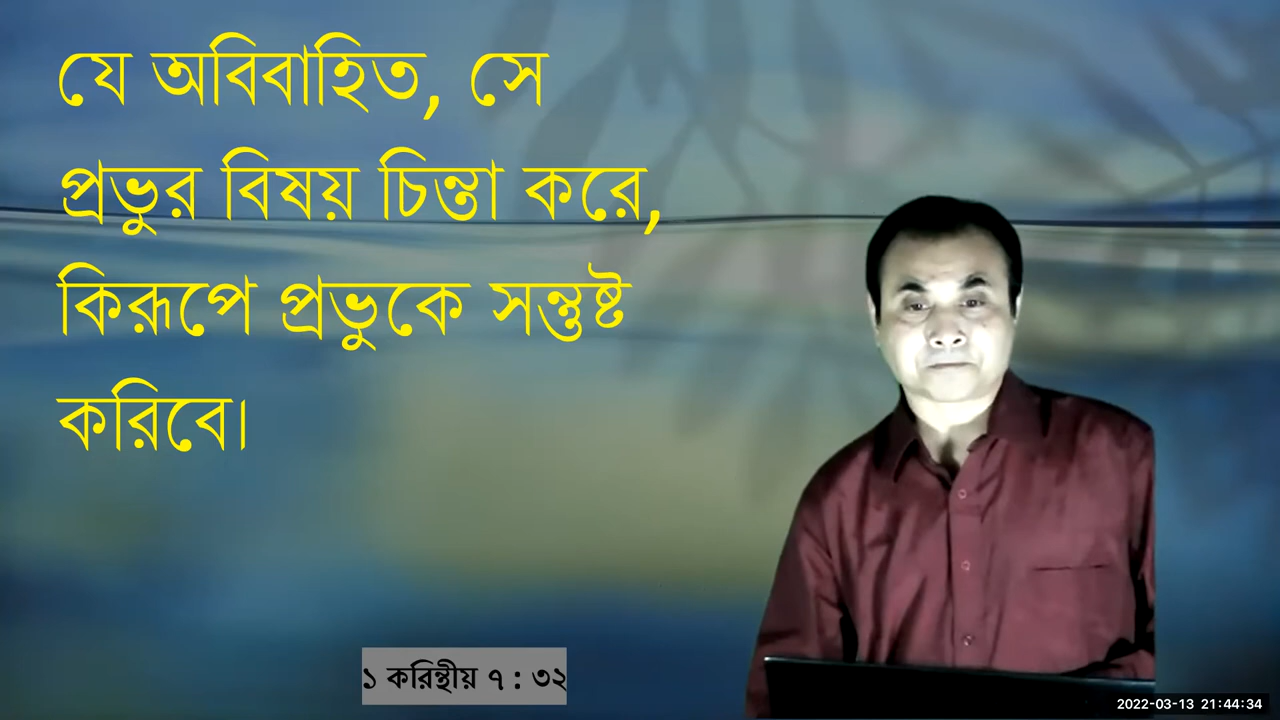 যে অবিবাহিত, সে
প্রভুর বিষয় চিন্তা করে,
কিরূপে প্রভুকে সন্তুষ্ট
করিবে।
১ করিন্থীয় ৭ : ৩২
2022-03-13 21:44:34